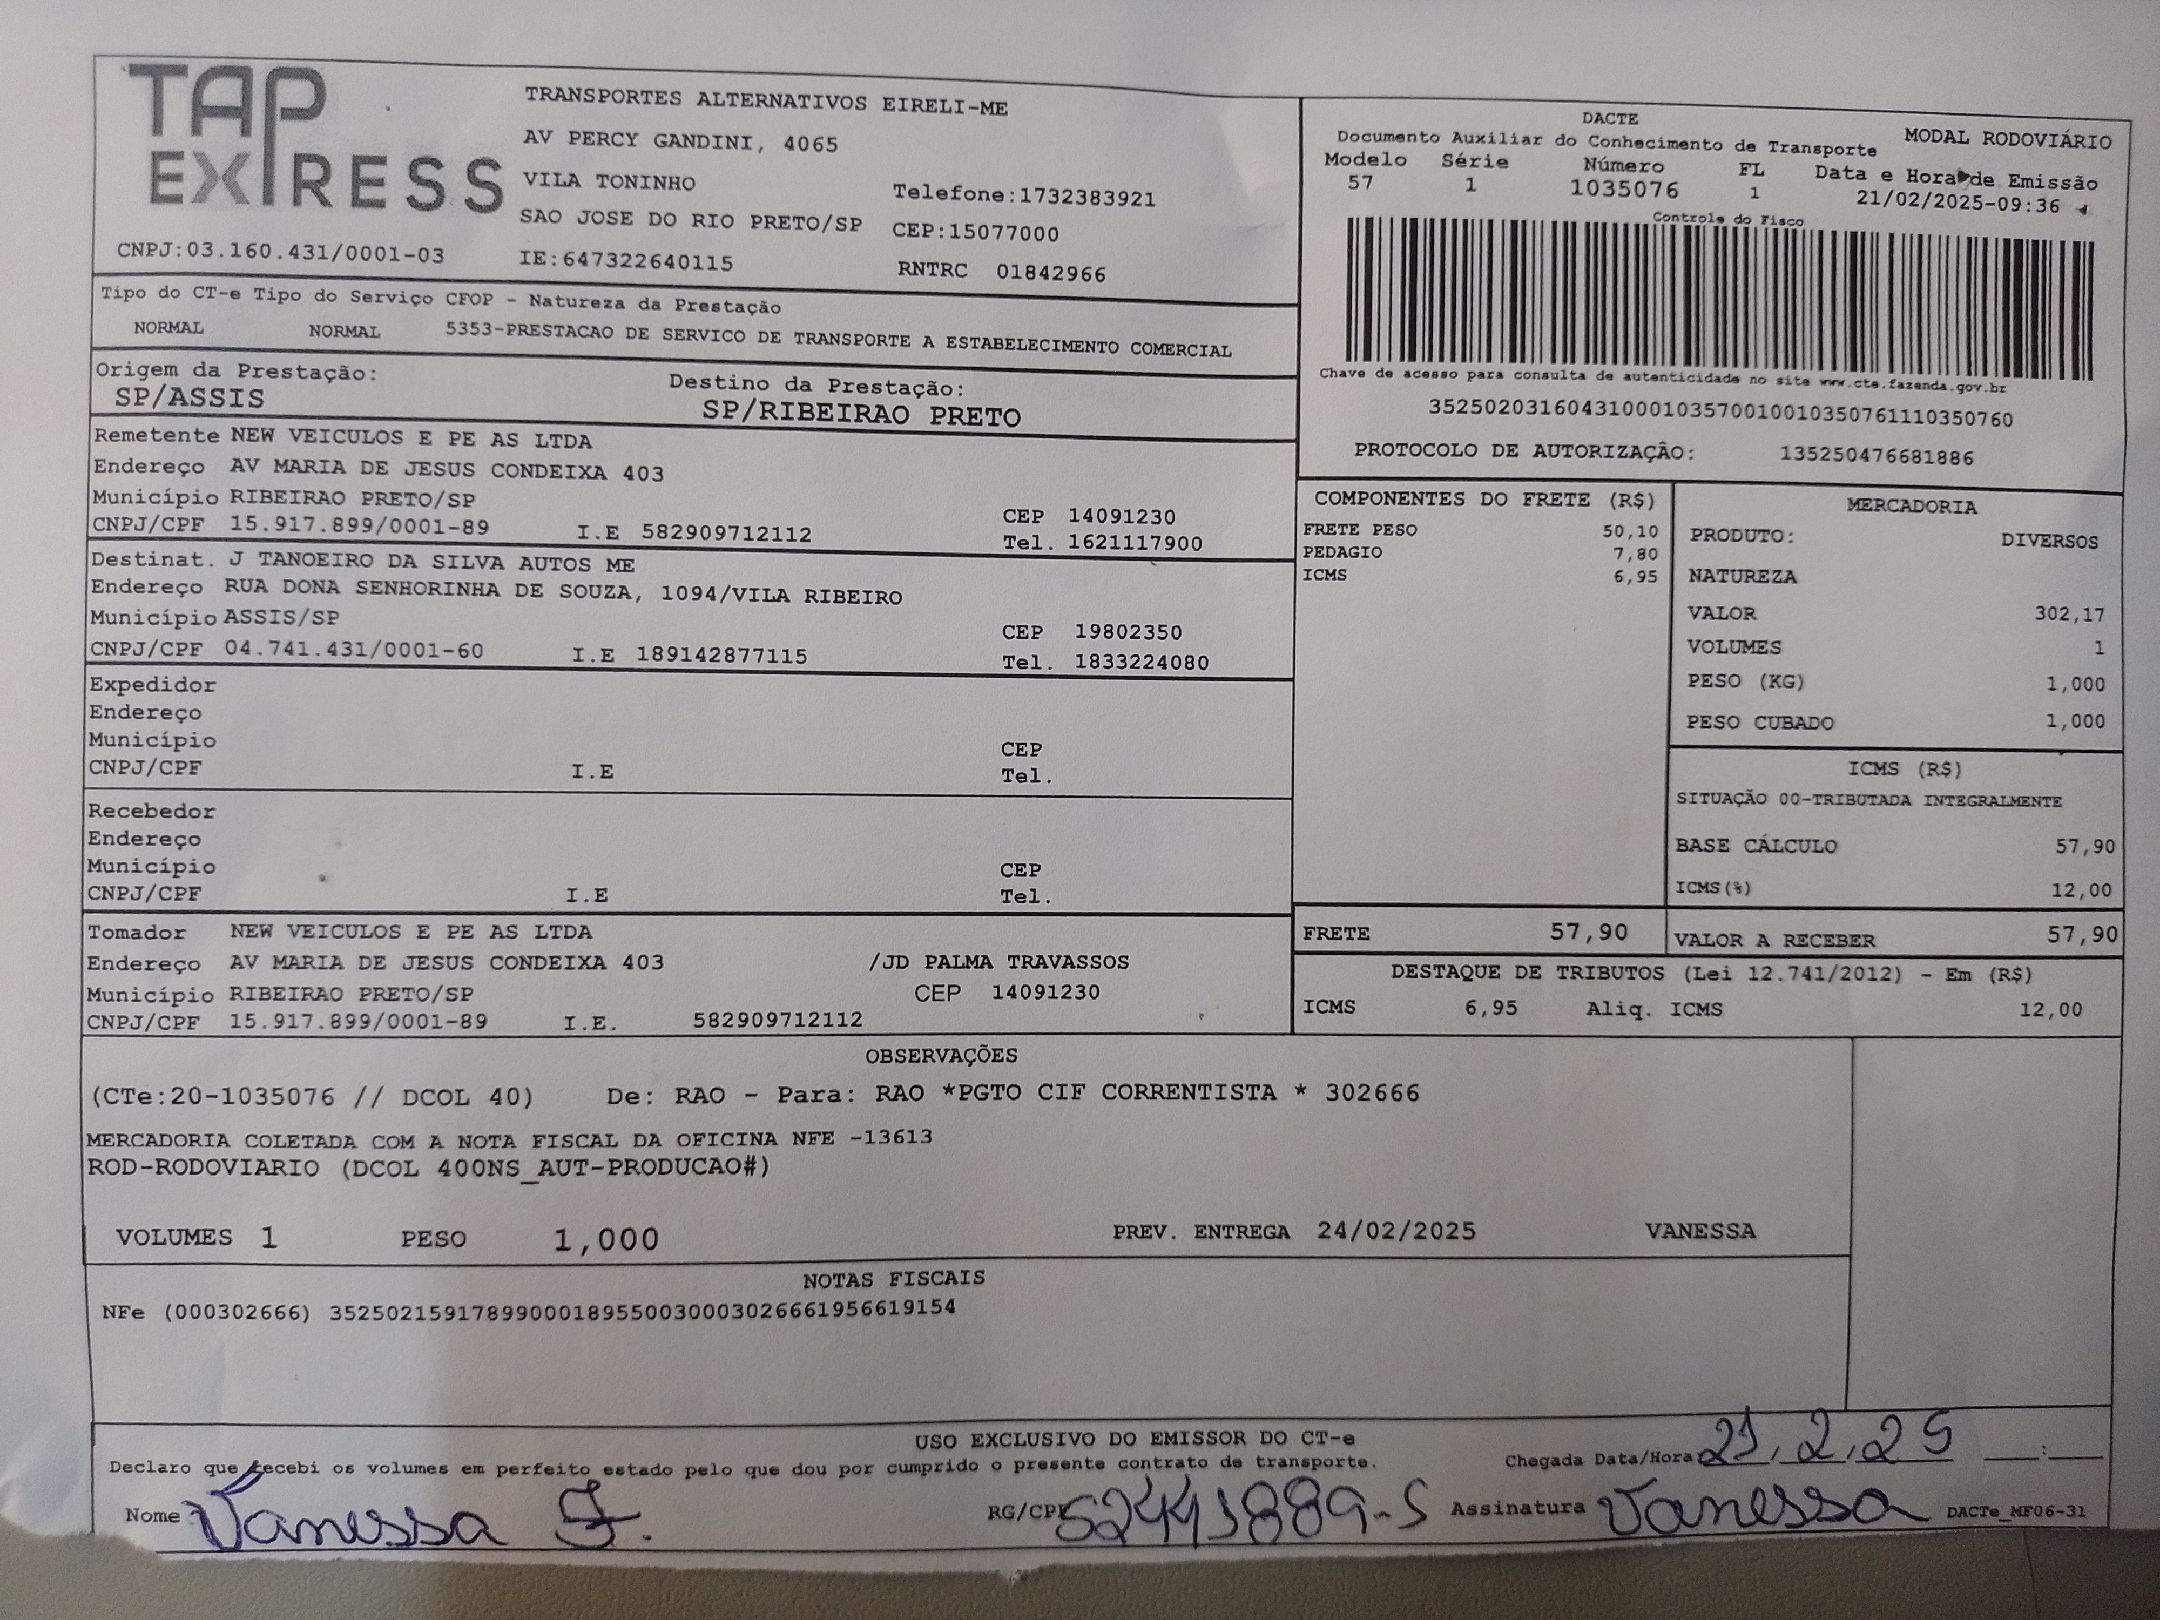 TAP EXPRESS
CNPJ:03.160.431/0001-03
TRANSPORTES ALTERNATIVOS EIRELI-ME
AV PERCY GANDINI, 4065
VILA TONINHO
Telefone:1732383921
SAO JOSE DO RIO PRETO/SP CEP:15077000
IE:647322640115 RNTRC 01842966
DACTE
Documento Auxiliar do Conhecimento de Transporte MODAL RODOVIÁRIO
Modelo Série Número FL Data e Hora de Emissão
57 1 1035076 1 21/02/2025-09:36
Controle do Fisco
Chave de acesso para consulta de autenticidade no site www.cte.fazenda.gov.br
35250203160431000103570010010350761110350760
PROTOCOLO DE AUTORIZAÇÃO: 135250476681886
Tipo do CT-e Tipo do Serviço CFOP - Natureza da Prestação
NORMAL NORMAL 5353-PRESTACAO DE SERVICO DE TRANSPORTE A ESTABELECIMENTO COMERCIAL
Origem da Prestação: Destino da Prestação:
SP/ASSIS SP/RIBEIRAO PRETO
Remetente NEW VEICULOS E PE AS LTDA
Endereço AV MARIA DE JESUS CONDEIXA 403
Município RIBEIRAO PRETO/SP CEP 14091230
CNPJ/CPF 15.917.899/0001-89 I.E 582909712112 Tel. 1621117900
Destinat. J TANOEIRO DA SILVA AUTOS ME
Endereço RUA DONA SENHORINHA DE SOUZA, 1094/VILA RIBEIRO
Município ASSIS/SP CEP 19802350
CNPJ/CPF 04.741.431/0001-60 I.E 189142877115 Tel. 1833224080
Expedidor
Endereço
Município CEP
CNPJ/CPF I.E Tel.
Recebedor
Endereço
Município CEP
CNPJ/CPF I.E Tel.
Tomador NEW VEICULOS E PE AS LTDA
Endereço AV MARIA DE JESUS CONDEIXA 403 /JD PALMA TRAVASSOS
Município RIBEIRAO PRETO/SP CEP 14091230
CNPJ/CPF 15.917.899/0001-89 I.E. 582909712112
COMPONENTES DO FRETE (R$)
FRETE PESO 50,10
PEDAGIO 7,80
ICMS 6,95
MERCADORIA
PRODUTO: DIVERSOS
NATUREZA
VALOR 302,17
VOLUMES 1
PESO (KG) 1,000
PESO CUBADO 1,000
ICMS (R$)
SITUAÇÃO 00-TRIBUTADA INTEGRALMENTE
BASE CÁLCULO 57,90
ICMS(%) 12,00
FRETE 57,90 VALOR A RECEBER 57,90
DESTAQUE DE TRIBUTOS (Lei 12.741/2012) - Em (R$)
ICMS 6,95 Aliq. ICMS 12,00
OBSERVAÇÕES
(CTe:20-1035076 // DCOL 40) De: RAO - Para: RAO *PGTO CIF CORRENTISTA * 302666
MERCADORIA COLETADA COM A NOTA FISCAL DA OFICINA NFE -13613
ROD-RODOVIARIO (DCOL 400NS_AUT-PRODUCAO#)
VOLUMES 1 PESO 1,000 PREV. ENTREGA 24/02/2025 VANESSA
NOTAS FISCAIS
NFe (000302666) 35250215917899000189550030003026661956619154
USO EXCLUSIVO DO EMISSOR DO CT-e
Declaro que recebi os volumes em perfeito estado pelo que dou por cumprido o presente contrato de transporte. Chegada Data/Hora: 21,2,25 __:__
Nome Vanessa RG/CPF Assinatura Vanessa DACTe_MF06-31